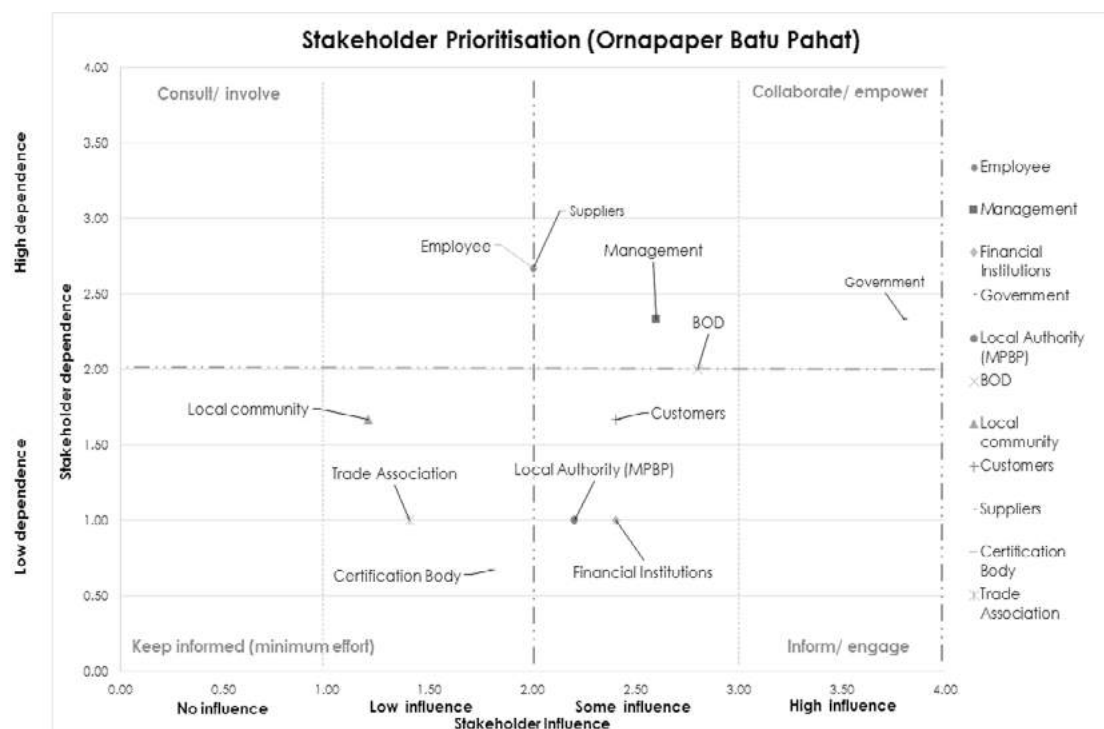 Stakeholder Prioritisation (Ornapaper Batu Pahat)
4.00
Consult/ involve
Collaborate/ empower
3.50
3.00
2.50
2.00
1.50
1.00
0.50
0.00
High dependence
Low dependence
Stakeholder dependence
Suppliers
Employee
Management
Government
BOD
Local community
Customers
Trade Association
Local Authority (MPBP)
Certification Body
Financial Institutions
Keep informed (minimum effort)
Inform/ engage
0.00 1.00 1.50 2.00 2.50 3.00 3.50 4.00
No influence Low influence Some influence High influence
Stakeholder Influence
Employee
Management
Financial
Institutions
Government
Local Authority
(MPBP)
BOD
Local
community
Customers
Suppliers
Certification
Body
Trade
Association